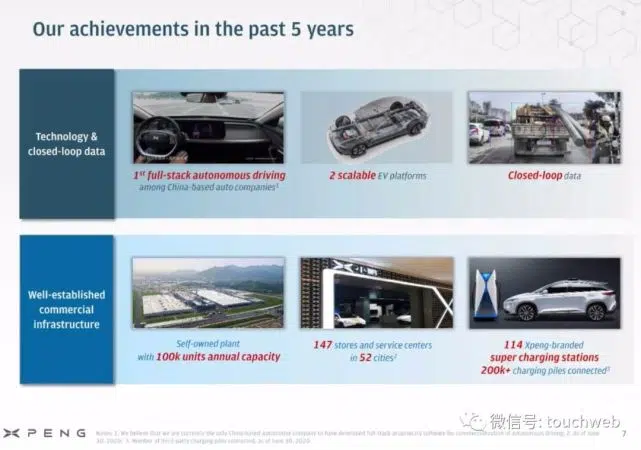 Our achievements in the past 5 years
Technology &
closed-loop data
1st full-stack autonomous driving
among China-based auto companies1
2 scalable EV platforms
Closed-loop data
Well-established
commercial
infrastructure
Self-owned plant
with 100k units annual capacity
147 stores and service centers
in 52 cities2
114 Xpeng-branded
super charging stations
200k+ charging piles connected3
XPENG
Notes: 1. We believe that we are currently the only China-based automotive company to have developed full-stack proprietary software for commercialization of autonomous driving; 2. As of June
30, 2020; 3. Number of third-party charging piles connected, as of June 30, 2020
微信号: touchweb
7